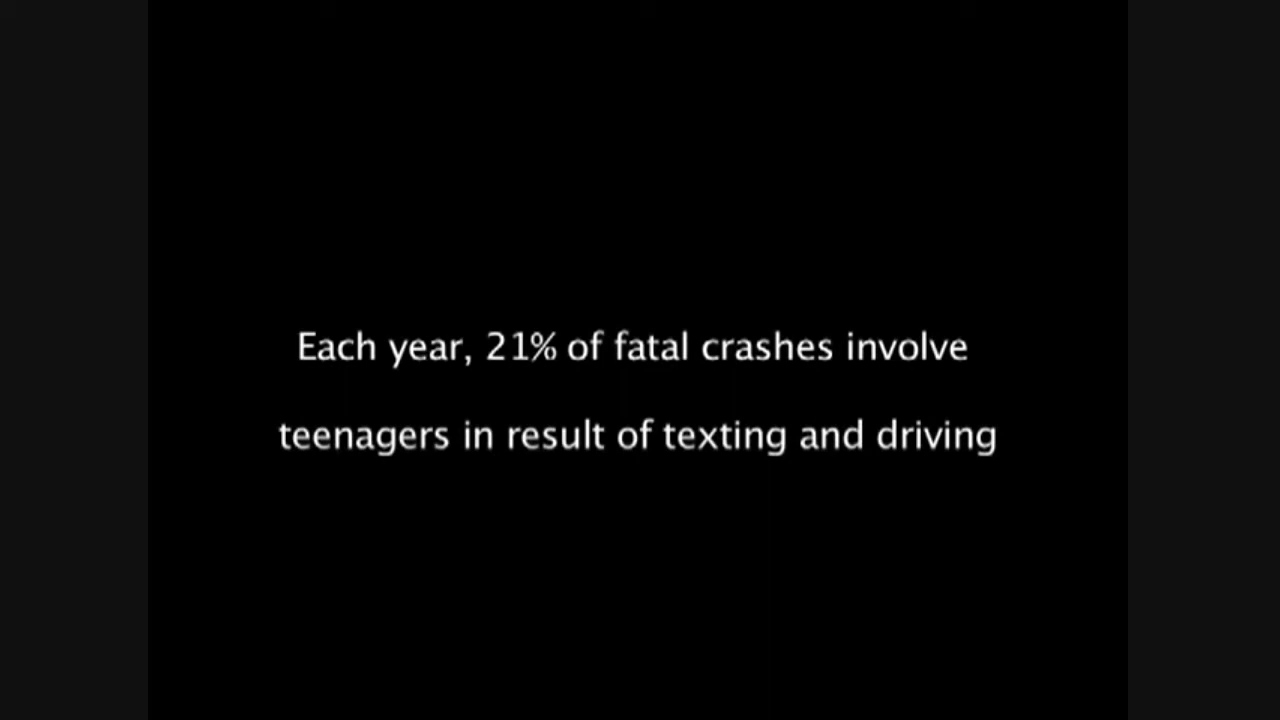 Each year, 21% of fatal crashes involve
teenagers in result of texting and driving